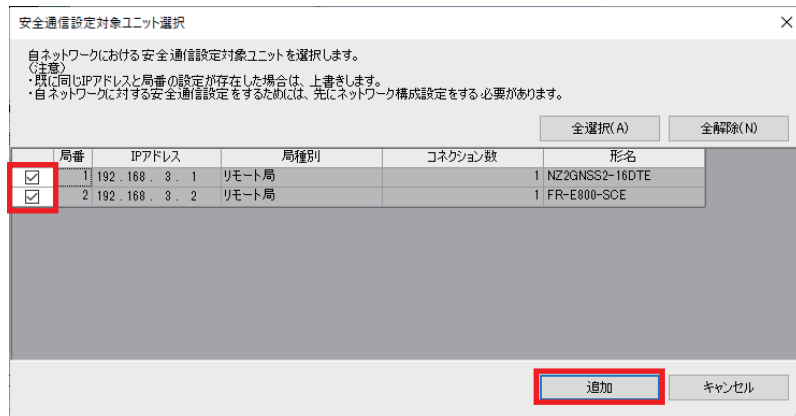 安全通信設定対象ユニット選択
自ネットワークにおける安全通信設定対象ユニットを選択します。
(注意)
・既に同じIPアドレスと局番の設定が存在した場合は、上書きします。
・自ネットワークに対する安全通信設定をするためには、先にネットワーク構成設定をする必要があります。
全選択(A) 全解除(N)
局番 IPアドレス 局種別 コネクション数 形名
1 192 . 168 . 3 . 1 リモート局 1 NZ2GNSS2-16DTE
2 192 . 168 . 3 . 2 リモート局 1 FR-E800-SCE
追加 キャンセル